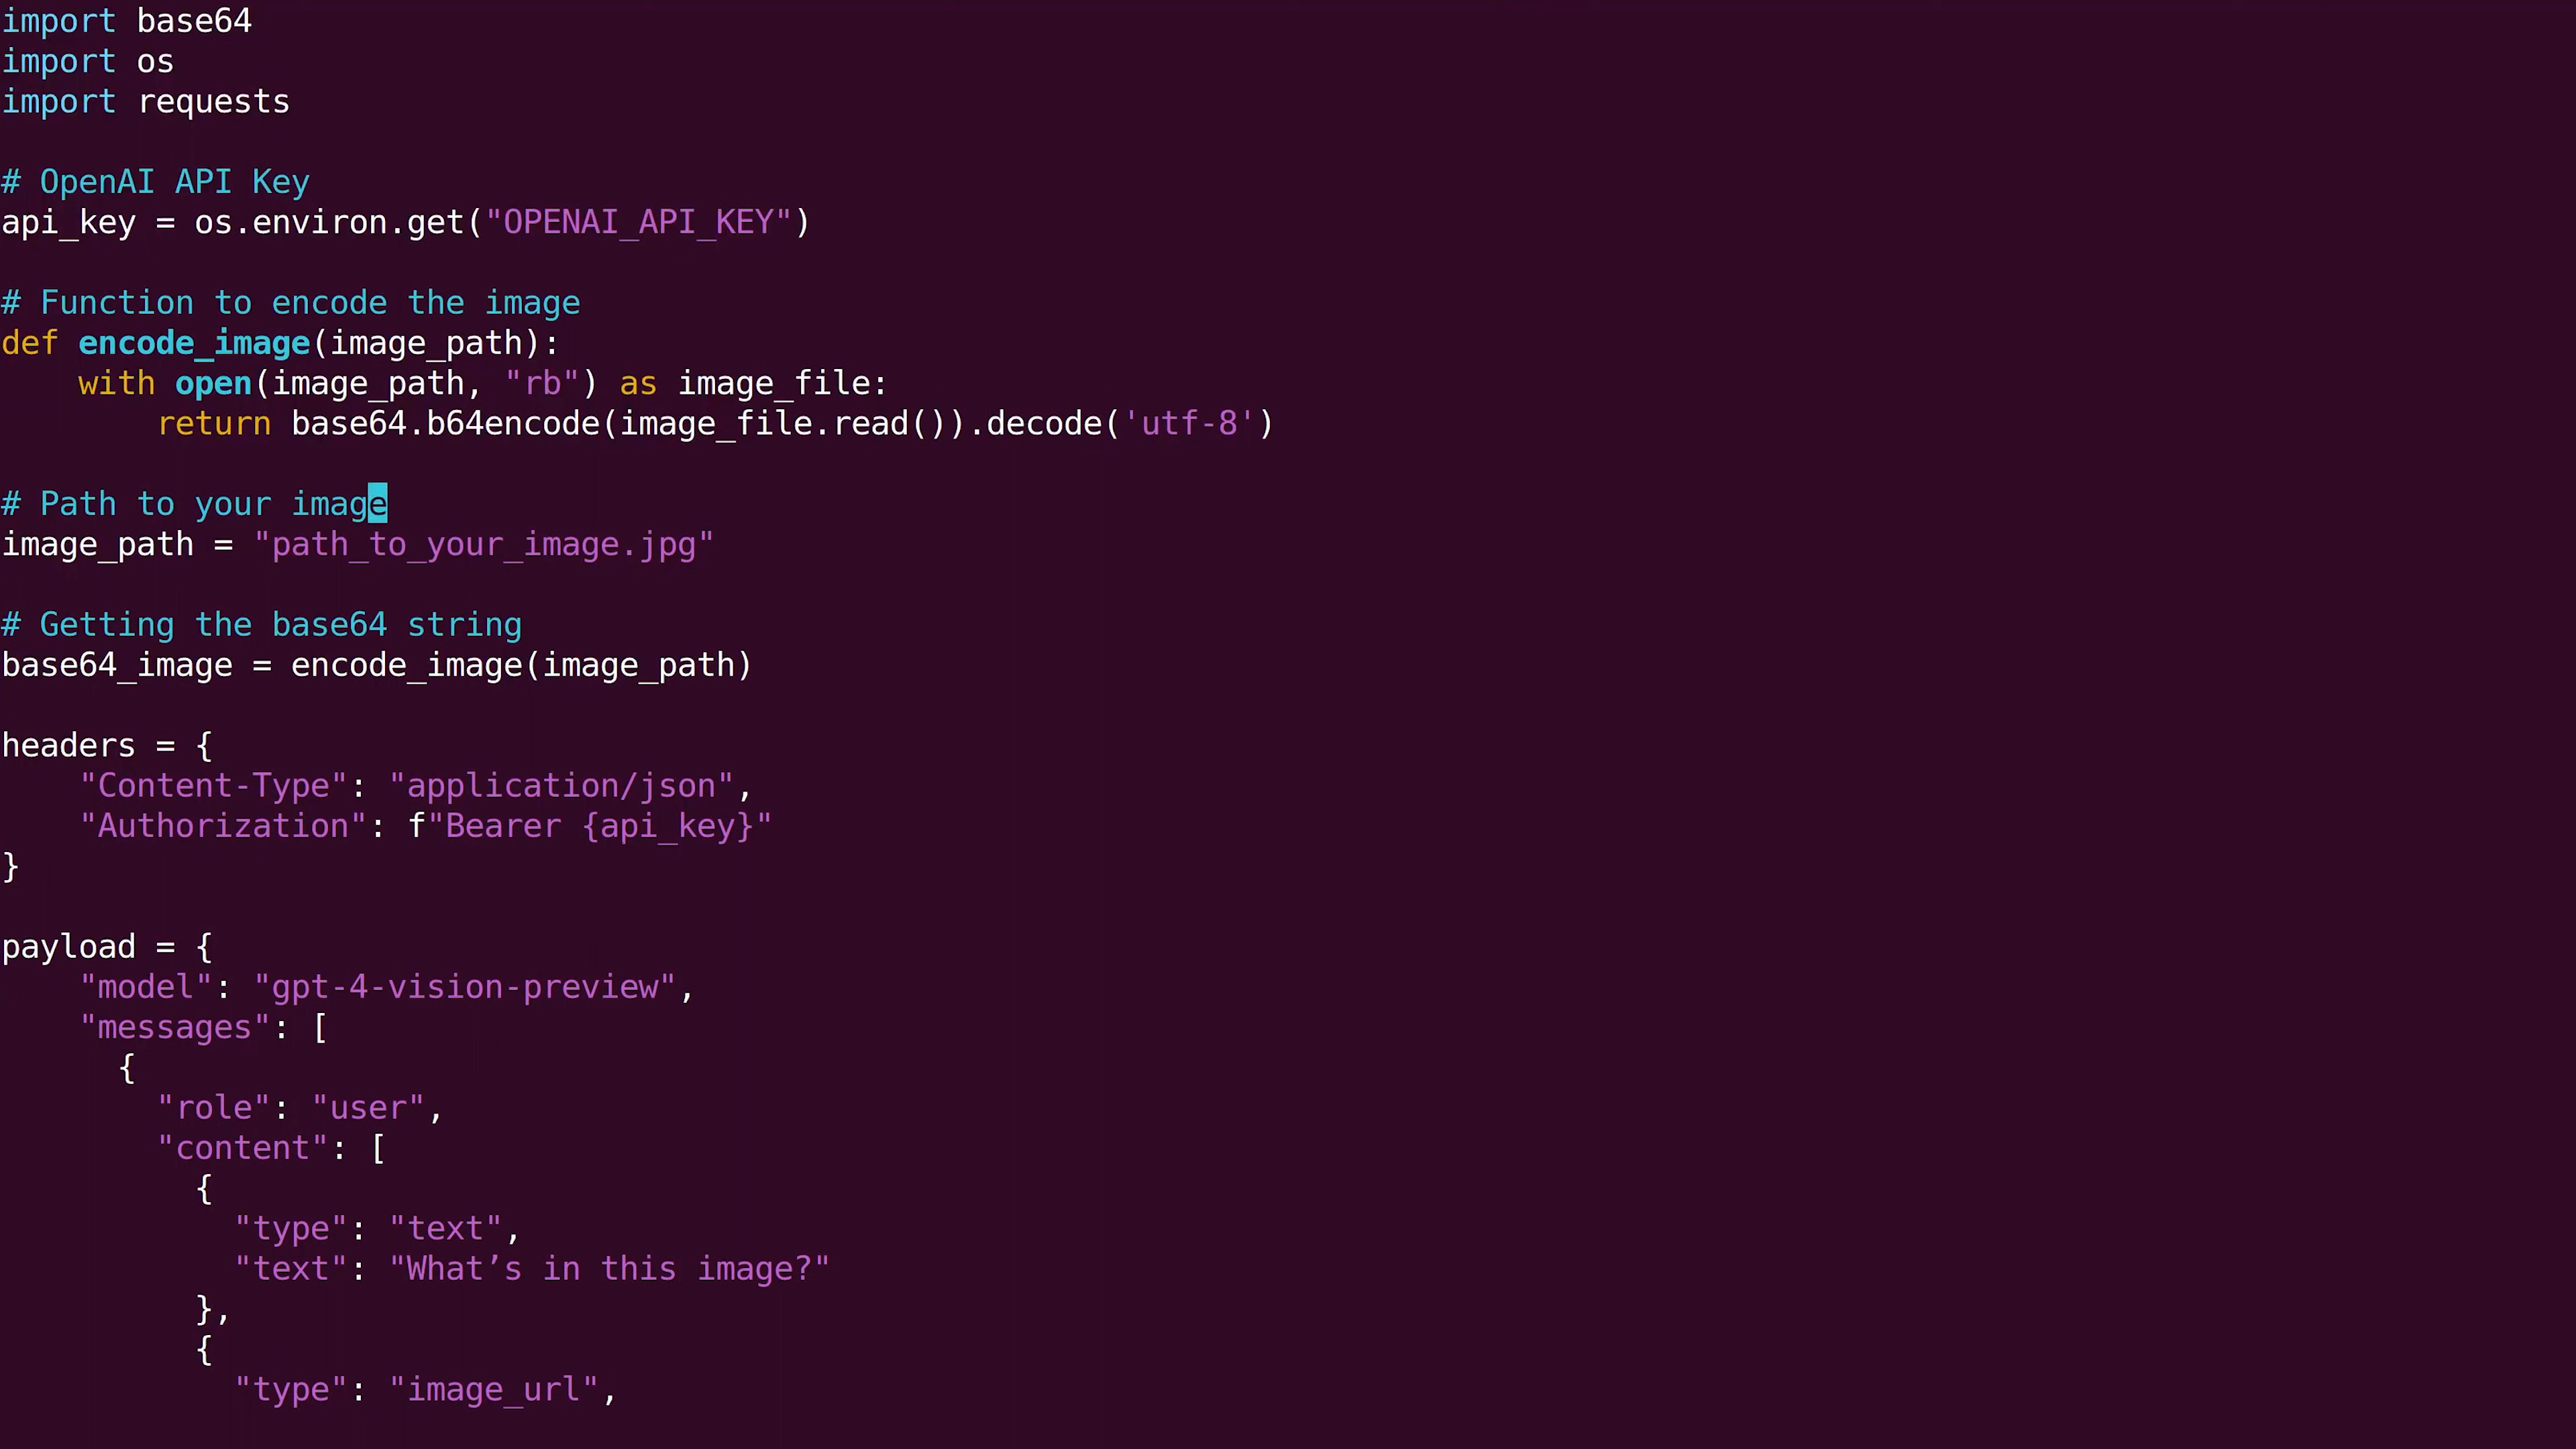 import base64
import os
import requests

# OpenAI API Key
api_key = os.environ.get("OPENAI_API_KEY")

# Function to encode the image
def encode_image(image_path):
    with open(image_path, "rb") as image_file:
        return base64.b64encode(image_file.read()).decode('utf-8')

# Path to your image
image_path = "path_to_your_image.jpg"

# Getting the base64 string
base64_image = encode_image(image_path)

headers = {
    "Content-Type": "application/json",
    "Authorization": f"Bearer {api_key}"
}

payload = {
    "model": "gpt-4-vision-preview",
    "messages": [
      {
        "role": "user",
        "content": [
          {
            "type": "text",
            "text": "What’s in this image?"
          },
          {
            "type": "image_url",